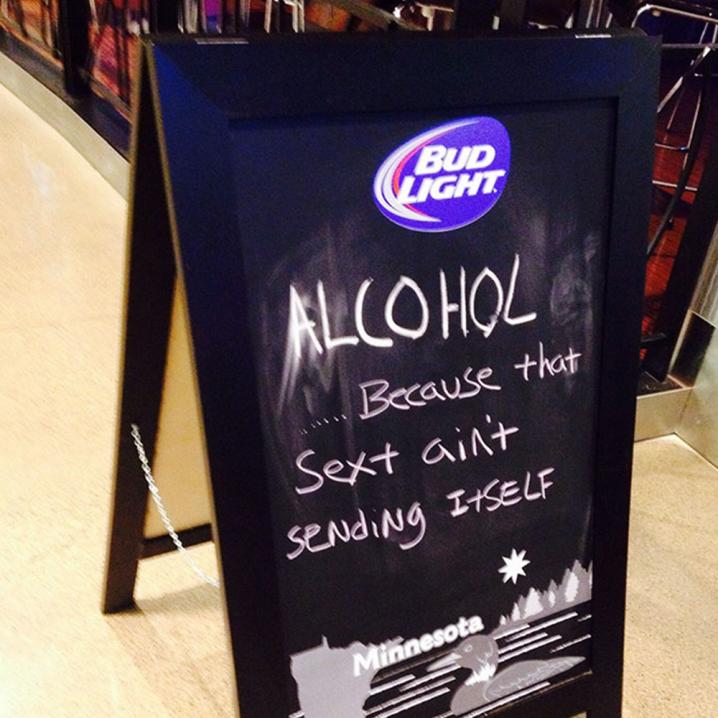 BUD
LIGHT
ALCOHOL
...... Because that
Sext ain't
SENDING ITSELF
Minnesota